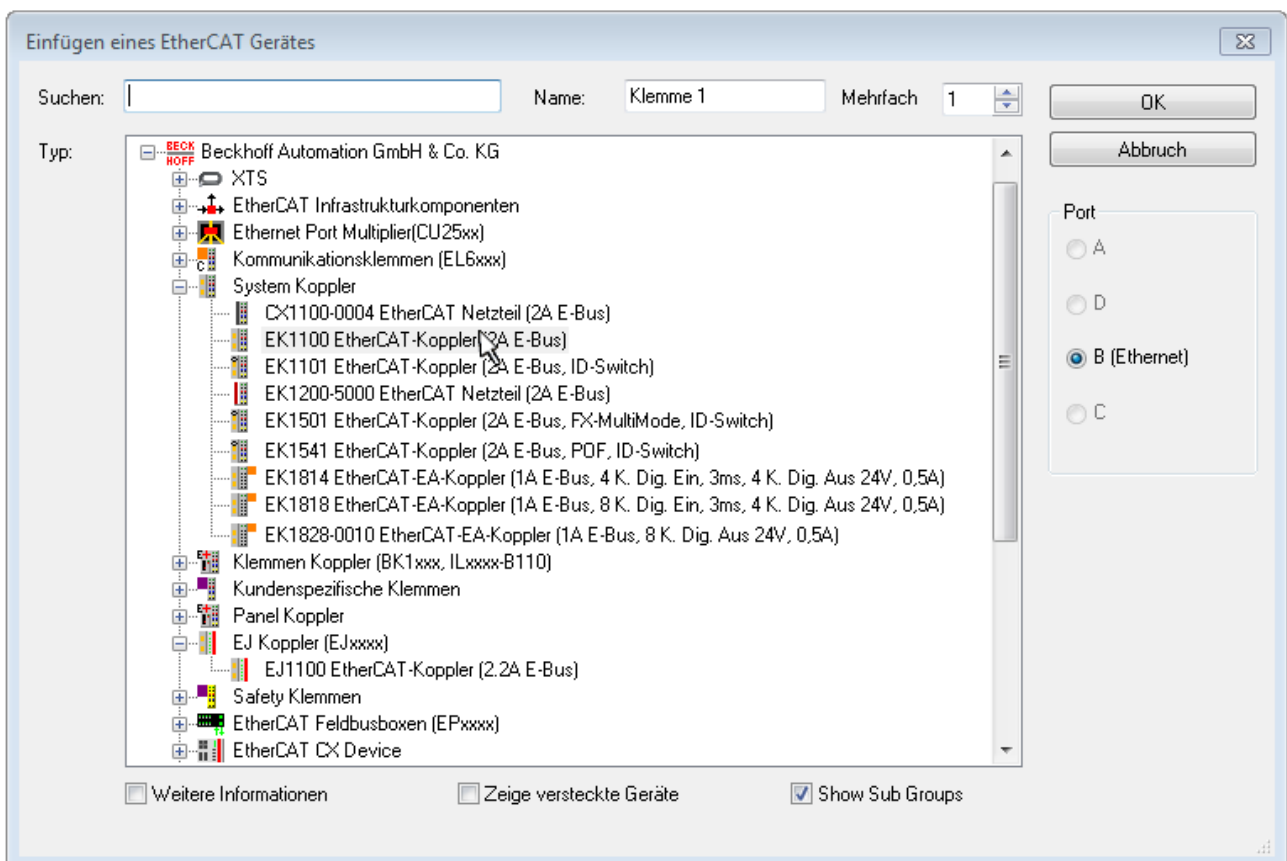 Einfügen eines EtherCAT Gerätes
Suchen: Name: Klemme 1 Mehrfach 1 OK
Abbruch
Typ: BECKHOFF Beckhoff Automation GmbH & Co. KG
XTS
EtherCAT Infrastrukturkomponenten
Ethernet Port Multiplier(CU25xx)
Kommunikationsklemmen (EL6xxx)
System Koppler
CX1100-0004 EtherCAT Netzteil (2A E-Bus)
EK1100 EtherCAT-Koppler (2A E-Bus)
EK1101 EtherCAT-Koppler (2A E-Bus, ID-Switch)
EK1200-5000 EtherCAT Netzteil (2A E-Bus)
EK1501 EtherCAT-Koppler (2A E-Bus, FX-MultiMode, ID-Switch)
EK1541 EtherCAT-Koppler (2A E-Bus, POF, ID-Switch)
EK1814 EtherCAT-EA-Koppler (1A E-Bus, 4 K. Dig. Ein, 3ms, 4 K. Dig. Aus 24V, 0,5A)
EK1818 EtherCAT-EA-Koppler (1A E-Bus, 8 K. Dig. Ein, 3ms, 4 K. Dig. Aus 24V, 0,5A)
EK1828-0010 EtherCAT-EA-Koppler (1A E-Bus, 8 K. Dig. Aus 24V, 0,5A)
Klemmen Koppler (BK1xxx, ILxxxx-B110)
Kundenspezifische Klemmen
Panel Koppler
EJ Koppler (EJxxxx)
EJ1100 EtherCAT-Koppler (2.2A E-Bus)
Safety Klemmen
EtherCAT Feldbusboxen (EPxxxx)
EtherCAT CX Device
Port
A
D
B (Ethernet)
C
Weitere Informationen Zeige versteckte Geräte Show Sub Groups